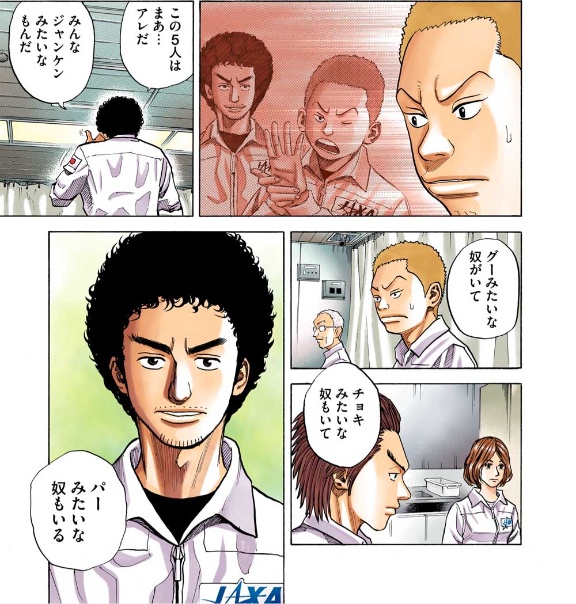 この5人は
まあ…
アレだ
みんな
ジャンケン
みたいな
もんだ
グーみたいな
奴がいて
チョキ
みたいな
奴もいて
パー
みたいな
奴もいる
JAXA